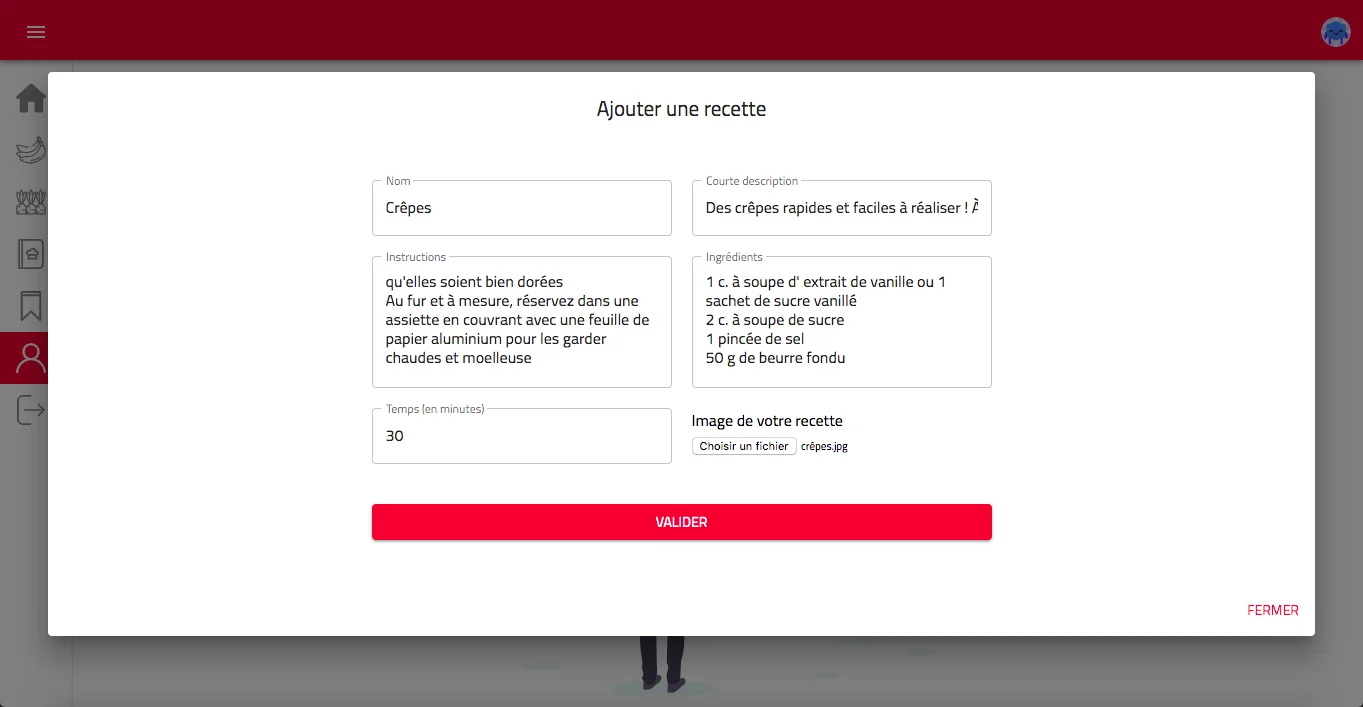 Ajouter une recette
Nom
Crêpes
Courte description
Des crêpes rapides et faciles à réaliser ! À
Instructions
qu'elles soient bien dorées
Au fur et à mesure, réservez dans une
assiette en couvrant avec une feuille de
papier aluminium pour les garder
chaudes et moelleuse
Ingrédients
1 c. à soupe d' extrait de vanille ou 1
sachet de sucre vanillé
2 c. à soupe de sucre
1 pincée de sel
50 g de beurre fondu
Temps (en minutes)
30
Image de votre recette
Choisir un fichier crêpes.jpg
VALIDER
FERMER